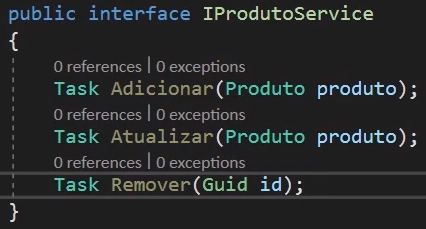 public interface IProdutoService
{
0 references | 0 exceptions
Task Adicionar(Produto produto);
0 references | 0 exceptions
Task Atualizar(Produto produto);
0 references | 0 exceptions
Task Remover(Guid id);
}